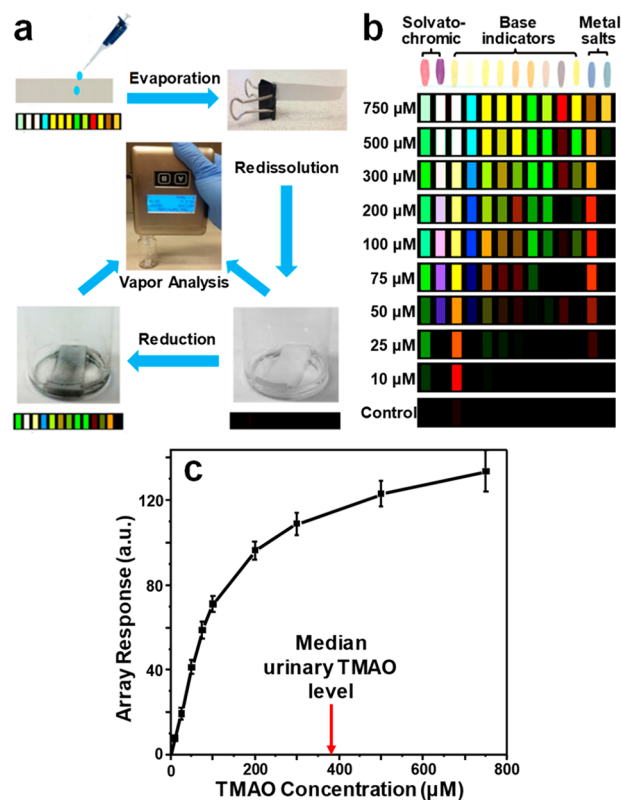 a
Evaporation
Redissolution
B A
Vapor Analysis
Reduction
b
Solvato-
chromic
Base
indicators
Metal
salts
750 µM
500 µM
300 µM
200 µM
100 µM
75 µM
50 µM
25 µM
10 µM
Control
c
Array Response (a.u.)
120
80
40
0
Median
urinary TMAO
level
0 200 400 600 800
TMAO Concentration (µM)